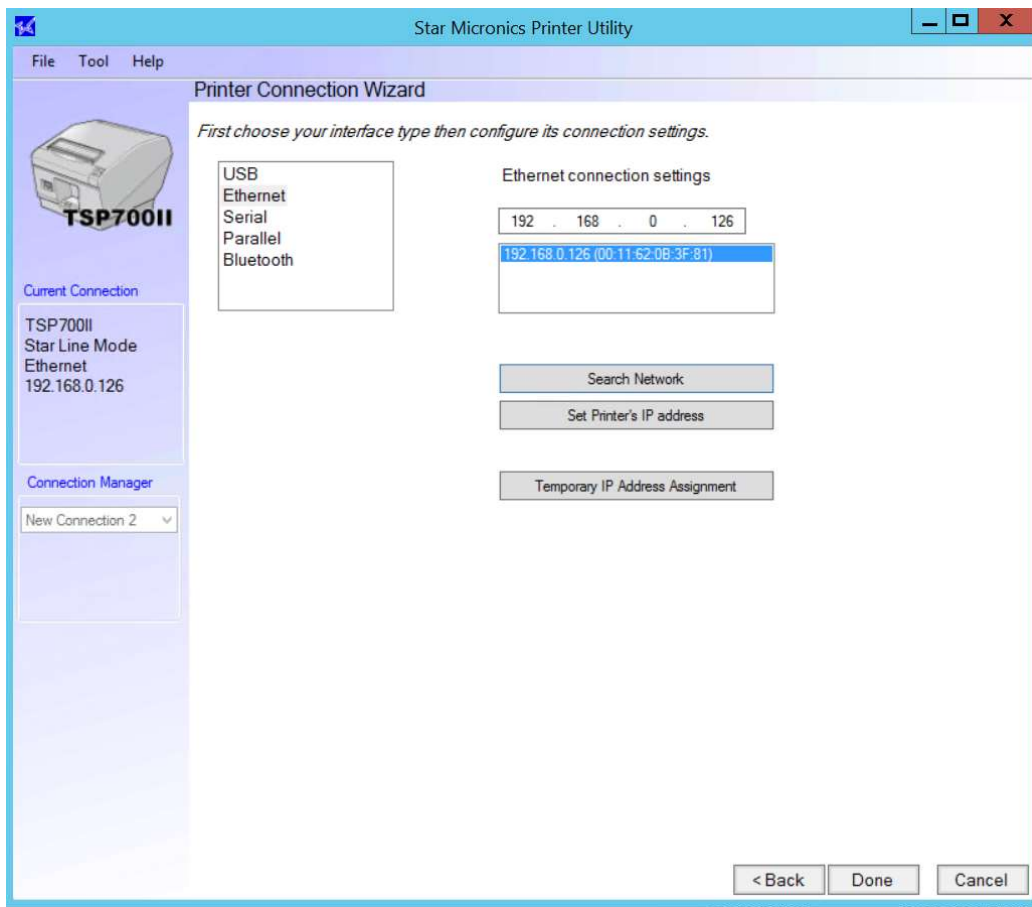 Star Micronics Printer Utility
X
File Tool Help
Printer Connection Wizard
First choose your interface type then configure its connection settings.
TSP700II
USB
Ethernet
Serial
Parallel
Bluetooth
Ethernet connection settings
192 . 168 . 0 . 126
192.168.0.126 (00:11:62:0B:3F:81)
Search Network
Set Printer's IP address
Temporary IP Address Assignment
Current Connection
TSP700II
Star Line Mode
Ethernet
192.168.0.126
Connection Manager
New Connection 2
< Back Done Cancel